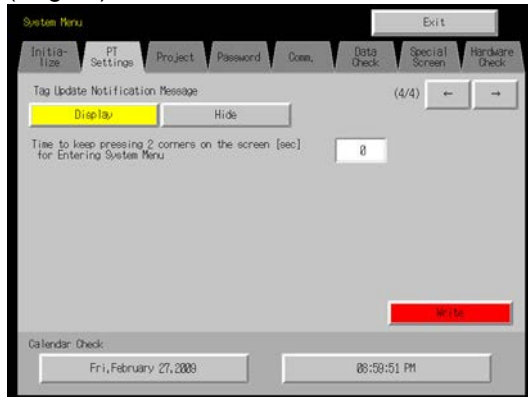 System Menu
Exit
Initia-
lize
PT
Settings
Project
Password
Comm.
Data
Check
Special
Screen
Hardware
Check
Tag Update Notification Message
(4/4)
←
→
Display
Hide
Time to keep pressing 2 corners on the screen [sec]
for Entering System Menu
0
Write
Calendar Check
Fri,February 27,2009
08:59:51 PM